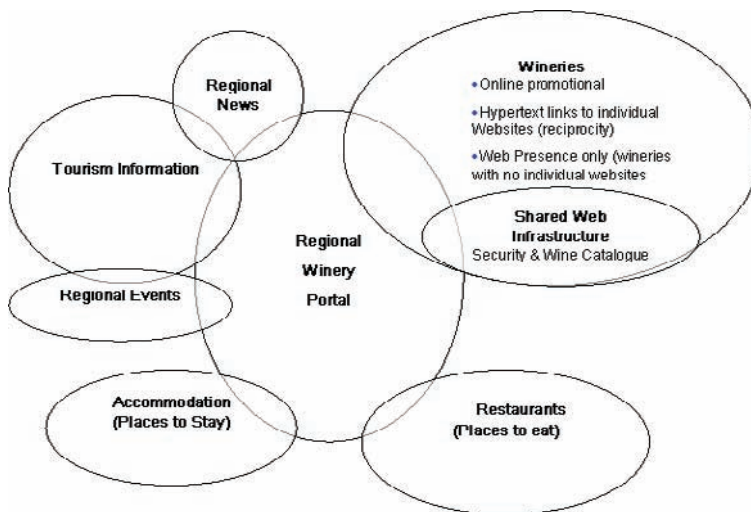 Regional
News
Wineries
•Online promotional
•Hypertext links to individual
Websites (reciprocity)
•Web Presence only (wineries
with no individual websites
Tourism Information
Shared Web
Infrastructure
Security & Wine Catalogue
Regional
Winery
Portal
Regional Events
Accommodation
(Places to Stay)
Restaurants
(Places to eat)